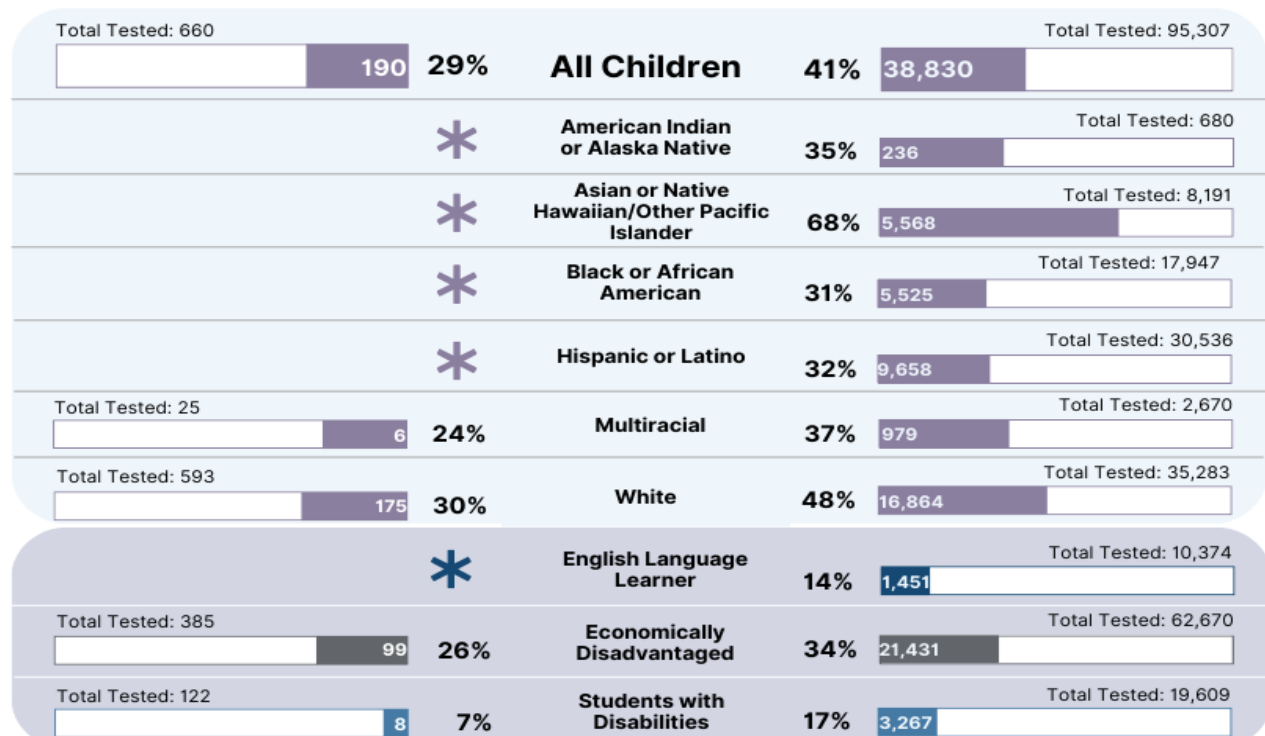 Total Tested: 660
Total Tested: 95,307
190 29% All Children 41% 38,830
Total Tested: 680
American Indian
or Alaska Native
* 35% 236
Total Tested: 8,191
Asian or Native
Hawaiian/Other Pacific
Islander
* 68% 5,568
Total Tested: 17,947
Black or African
American
* 31% 5,525
Total Tested: 30,536
* Hispanic or Latino 32% 9,658
Total Tested: 25
Total Tested: 2,670
6 24% Multiracial 37% 979
Total Tested: 593
Total Tested: 35,283
175 30% White 48% 16,864
Total Tested: 10,374
English Language
Learner
* 14% 1,451
Total Tested: 385
Total Tested: 62,670
Economically
Disadvantaged
99 26% 34% 21,431
Total Tested: 122
Total Tested: 19,609
Students with
Disabilities
8 7% 17% 3,267